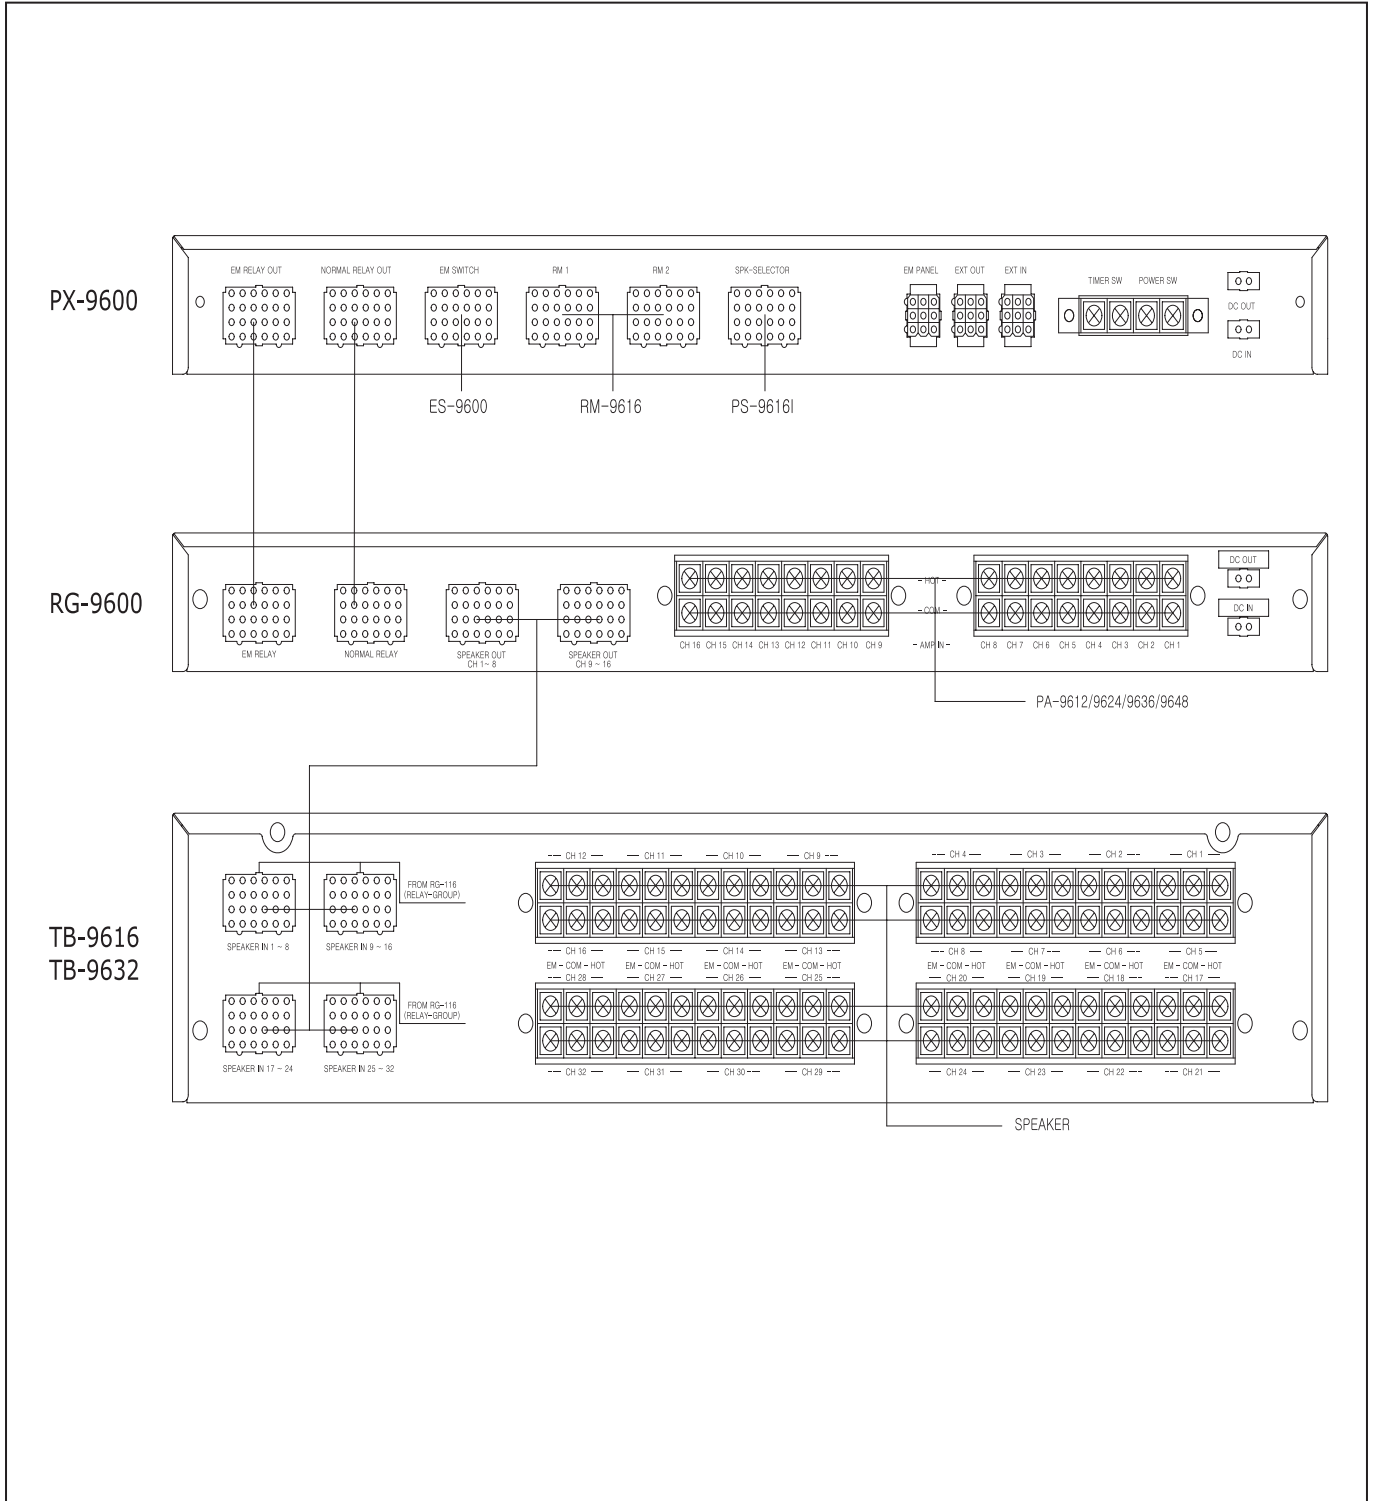 EM RELAY OUT NORMAL RELAY OUT EM SWITCH RM 1 RM 2 SPK-SELECTOR EM PANEL EXT OUT EXT IN
TIMER SW POWER SW
PX-9600
DC OUT
DC IN
ES-9600 RM-9616 PS-9616I
DC OUT
- HOT -
RG-9600
DC IN
- COM -
CH 16 CH 15 CH 14 CH 13 CH 12 CH 11 CH 10 CH 9 - AMP IN - CH 8 CH 7 CH 6 CH 5 CH 4 CH 3 CH 2 CH 1
EM RELAY NORMAL RELAY SPEAKER OUT SPEAKER OUT
CH 1~ 8 CH 9 ~ 16
PA-9612/9624/9636/9648
CH 12 CH 11 CH 10 CH 9 CH 4 CH 3 CH 2 CH 1
FROM RG-116
(RELAY-GROUP)
TB-9616
TB-9632
SPEAKER IN 1 ~ 8 SPEAKER IN 9 ~ 16
CH 16 CH 15 CH 14 CH 13 CH 8 CH 7 CH 6 CH 5
EM - COM - HOT EM - COM - HOT EM - COM - HOT EM - COM - HOT EM - COM - HOT EM - COM - HOT EM - COM - HOT EM - COM - HOT
CH 28 CH 27 CH 26 CH 25 CH 20 CH 19 CH 18 CH 17
FROM RG-116
(RELAY-GROUP)
SPEAKER IN 17 ~ 24 SPEAKER IN 25 ~ 32
CH 32 CH 31 CH 30 CH 29 CH 24 CH 23 CH 22 CH 21
SPEAKER